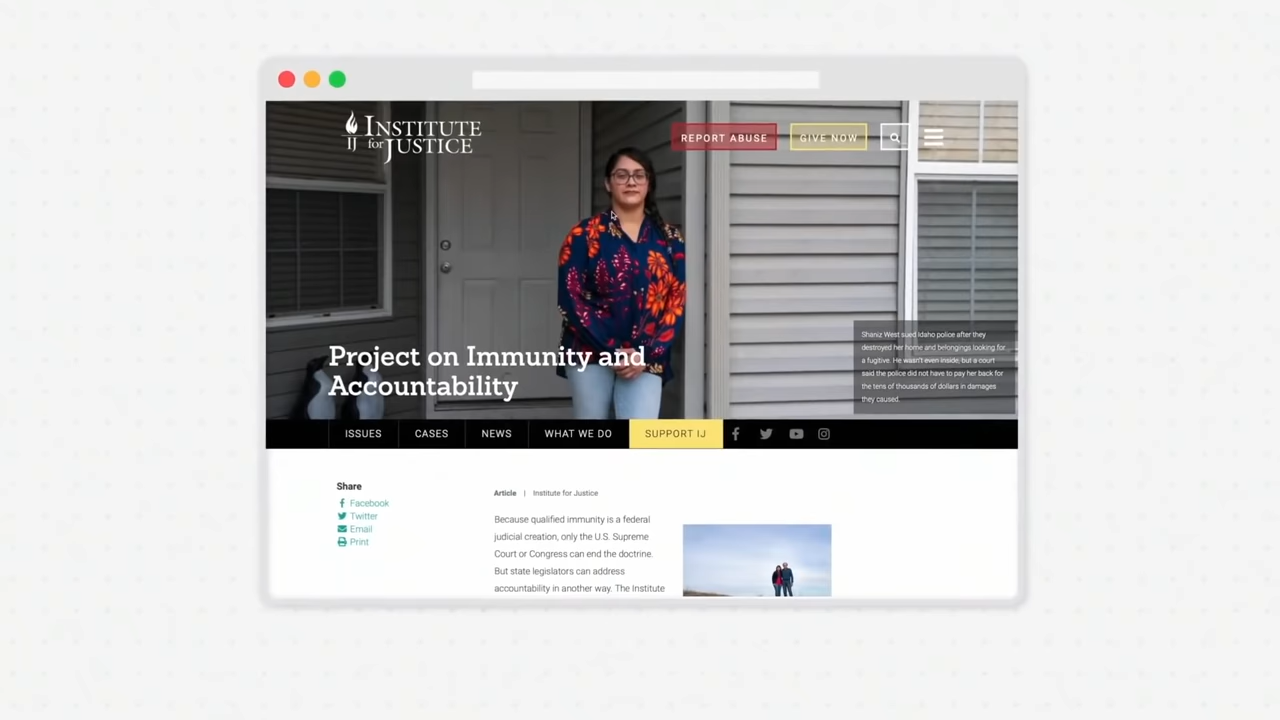 INSTITUTE
IJ for JUSTICE
REPORT ABUSE
GIVE NOW
Project on Immunity and
Accountability
Shaniz West sued Idaho police after they
destroyed her home and belongings looking for
a fugitive. He wasn't even inside, but a court
said the police did not have to pay her back for
the tens of thousands of dollars in damages
they caused.
ISSUES
CASES
NEWS
WHAT WE DO
SUPPORT IJ
Share
Facebook
Twitter
Email
Print
Article | Institute for Justice
Because qualified immunity is a federal
judicial creation, only the U.S. Supreme
Court or Congress can end the doctrine.
But state legislators can address
accountability in another way. The Institute